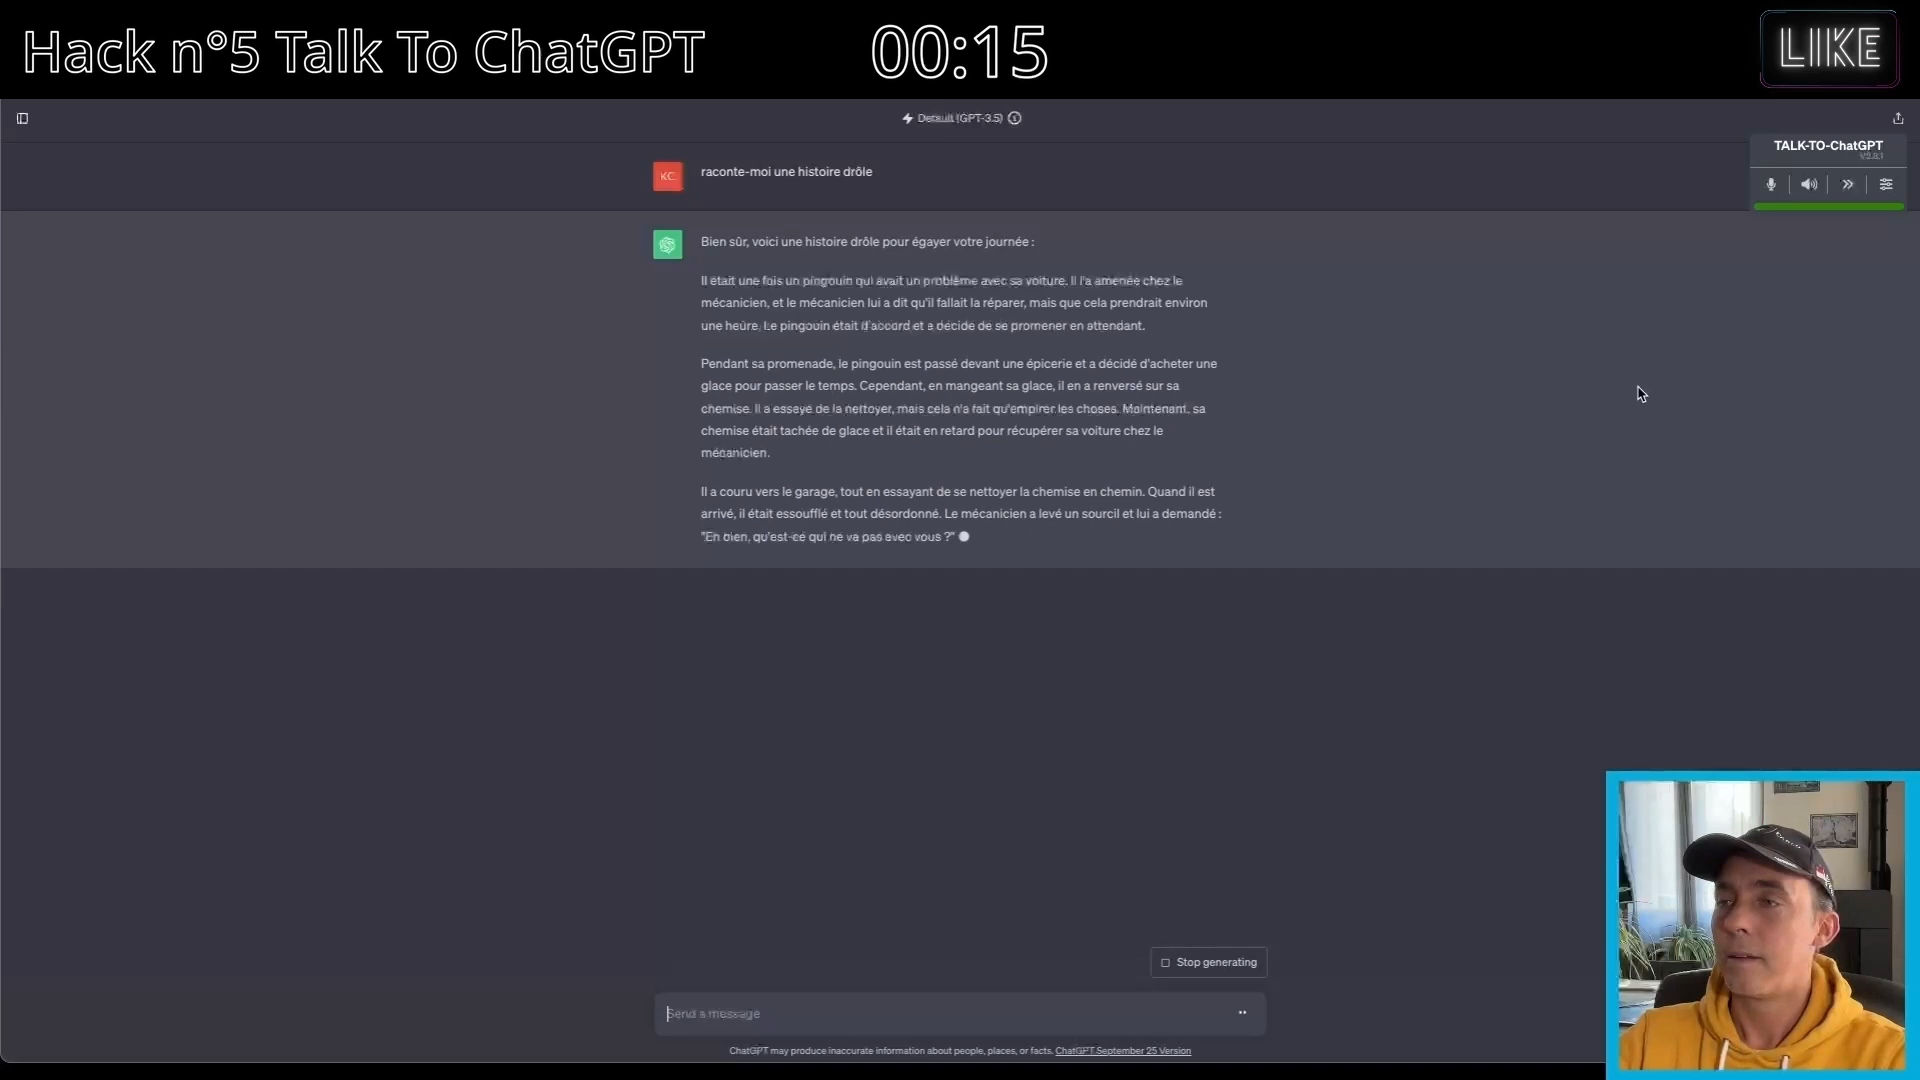 Hack n°5 Talk To ChatGPT
00:15
LIKE
Default (GPT-3.5)
TALK-TO-ChatGPT
KC
raconte-moi une histoire drôle
Bien sûr, voici une histoire drôle pour égayer votre journée :
Il était une fois un pingouin qui avait un problème avec sa voiture. Il l'a amenée chez le
mécanicien, et le mécanicien lui a dit qu'il fallait la réparer, mais que cela prendrait environ
une heure. Le pingouin était d'accord et a décidé de se promener en attendant.
Pendant sa promenade, le pingouin est passé devant une épicerie et a décidé d'acheter une
glace pour passer le temps. Cependant, en mangeant sa glace, il en a renversé sur sa
chemise. Il a essayé de la nettoyer, mais cela n'a fait qu'empirer les choses. Maintenant, sa
chemise était tachée de glace et il était en retard pour récupérer sa voiture chez le
mécanicien.
Il a couru vers le garage, tout en essayant de se nettoyer la chemise en chemin. Quand il est
arrivé, il était essoufflé et tout désordonné. Le mécanicien a levé un sourcil et lui a demandé :
"Eh bien, qu'est-ce qui ne va pas avec vous ?"
Stop generating
Send a message
ChatGPT may produce inaccurate information about people, places, or facts. ChatGPT September 25 Version